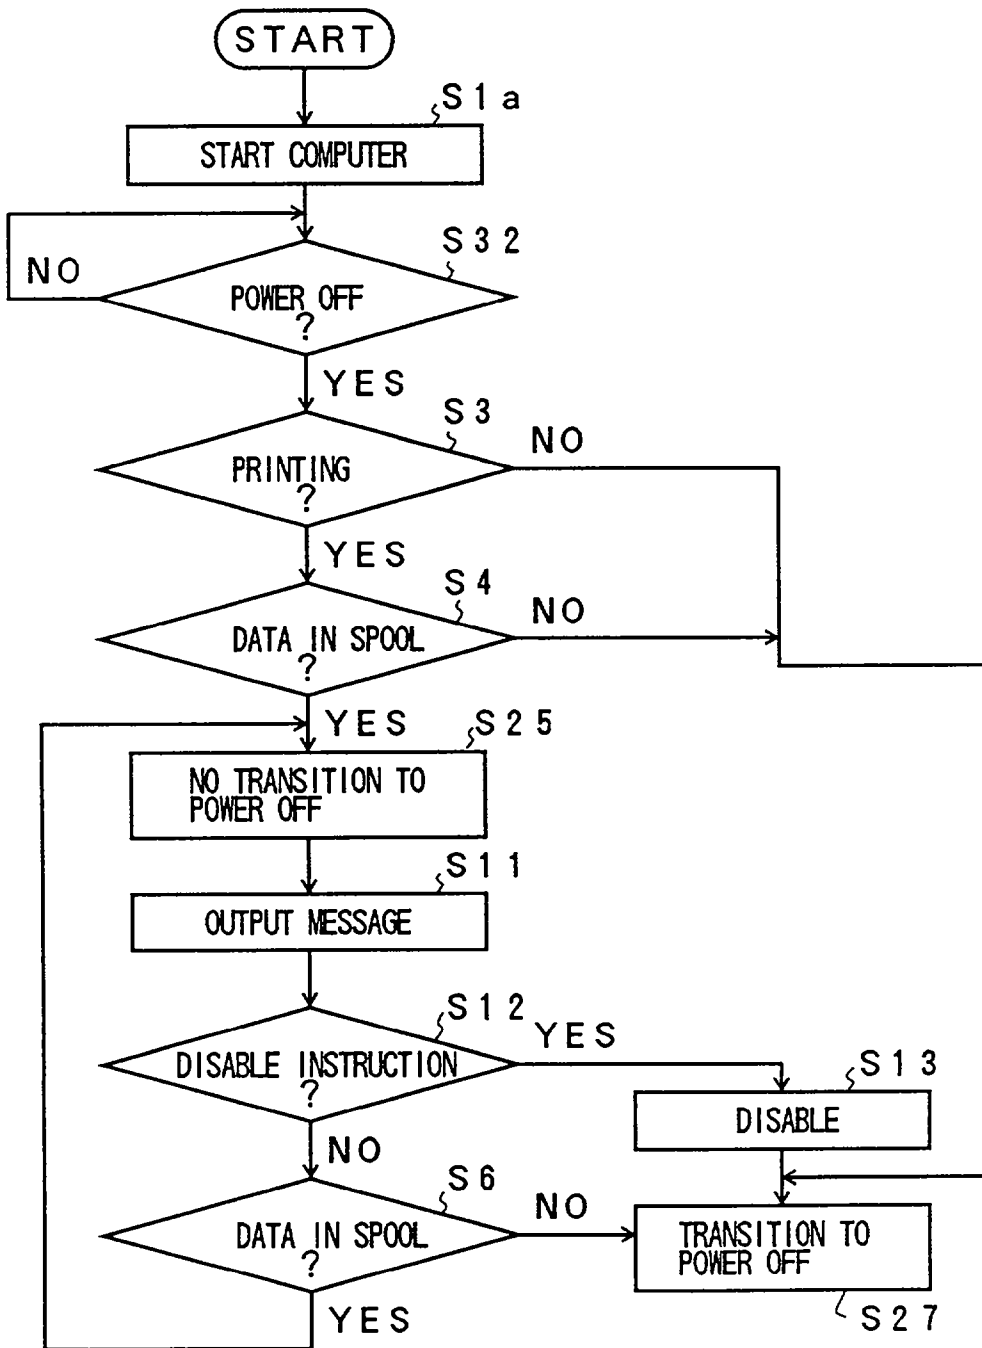 START
S1a
START COMPUTER
S32
NO
POWER OFF
?
YES
S3
NO
PRINTING
?
YES
S4
NO
DATA IN SPOOL
?
YES
S25
NO TRANSITION TO
POWER OFF
S11
OUTPUT MESSAGE
S12
YES
DISABLE INSTRUCTION
?
S13
DISABLE
NO
S6
NO
DATA IN SPOOL
?
TRANSITION TO
POWER OFF
YES
S27